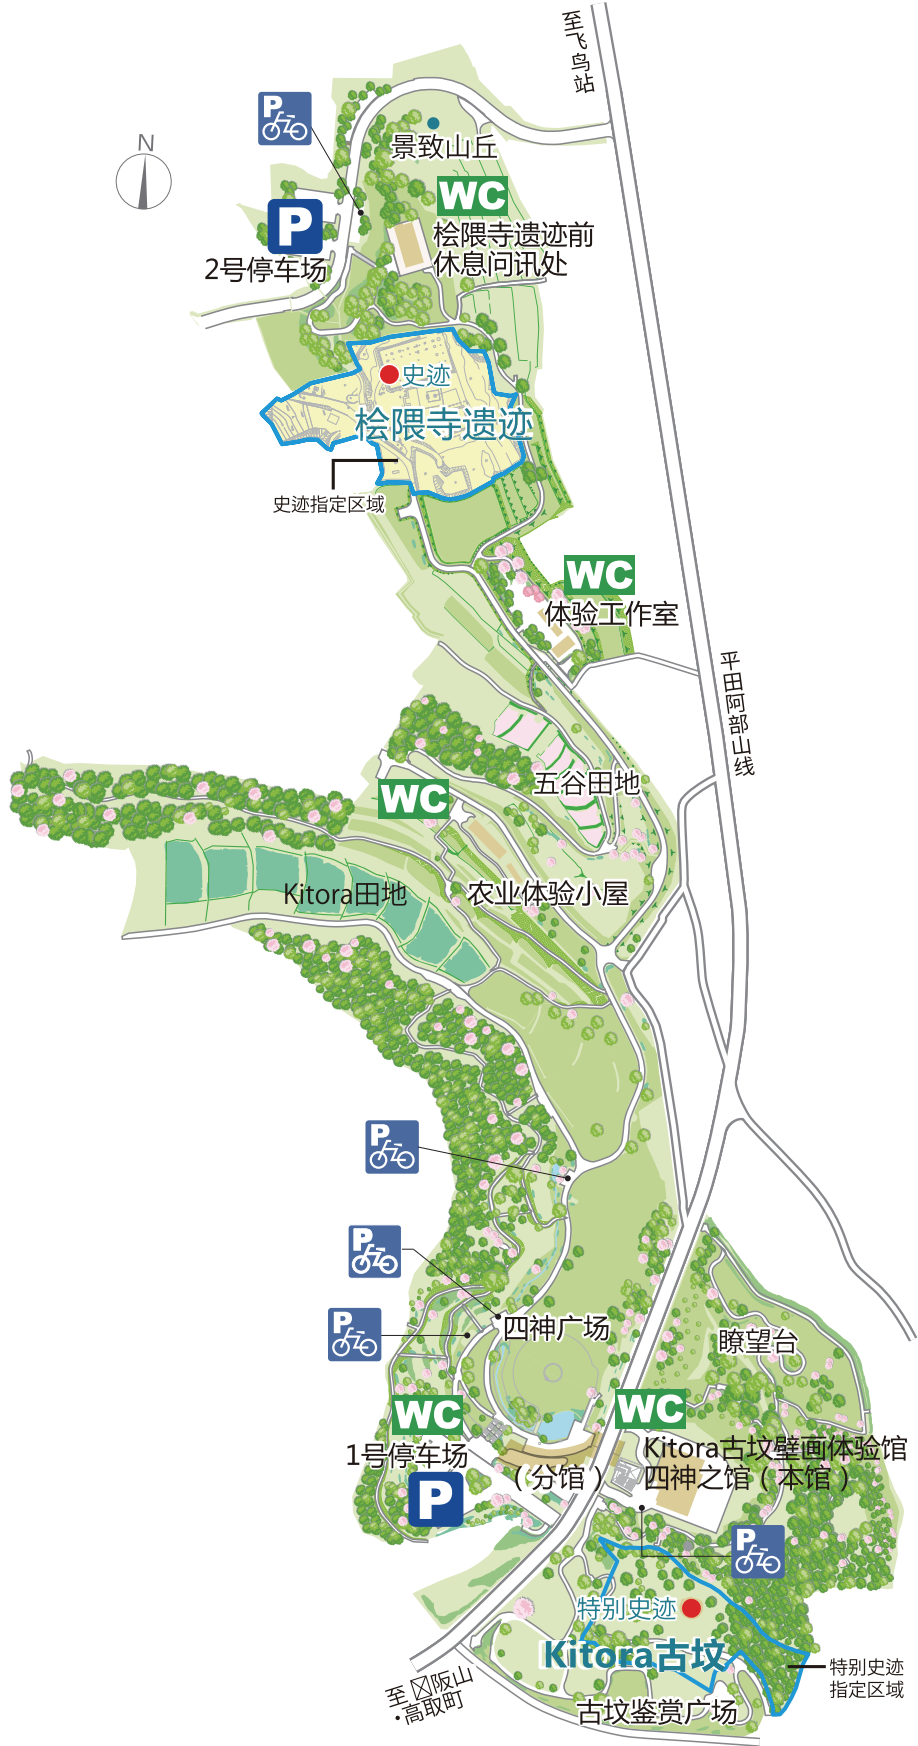 至飞鸟站
P
N
景致山丘
WC
P
桧隈寺遗迹前
休息问讯处
2号停车场
史迹
桧隈寺遗迹
史迹指定区域
WC
体验工作室
平田阿部山线
五谷田地
WC
Kitora田地
农业体验小屋
P
P
P
四神广场
瞭望台
WC
WC
1号停车场
Kitora古坟壁画体验馆
(分馆)
四神之馆(本馆)
P
P
特别史迹
Kitora古坟
特别史迹
指定区域
至 阪山
・高取町
古坟鉴赏广场